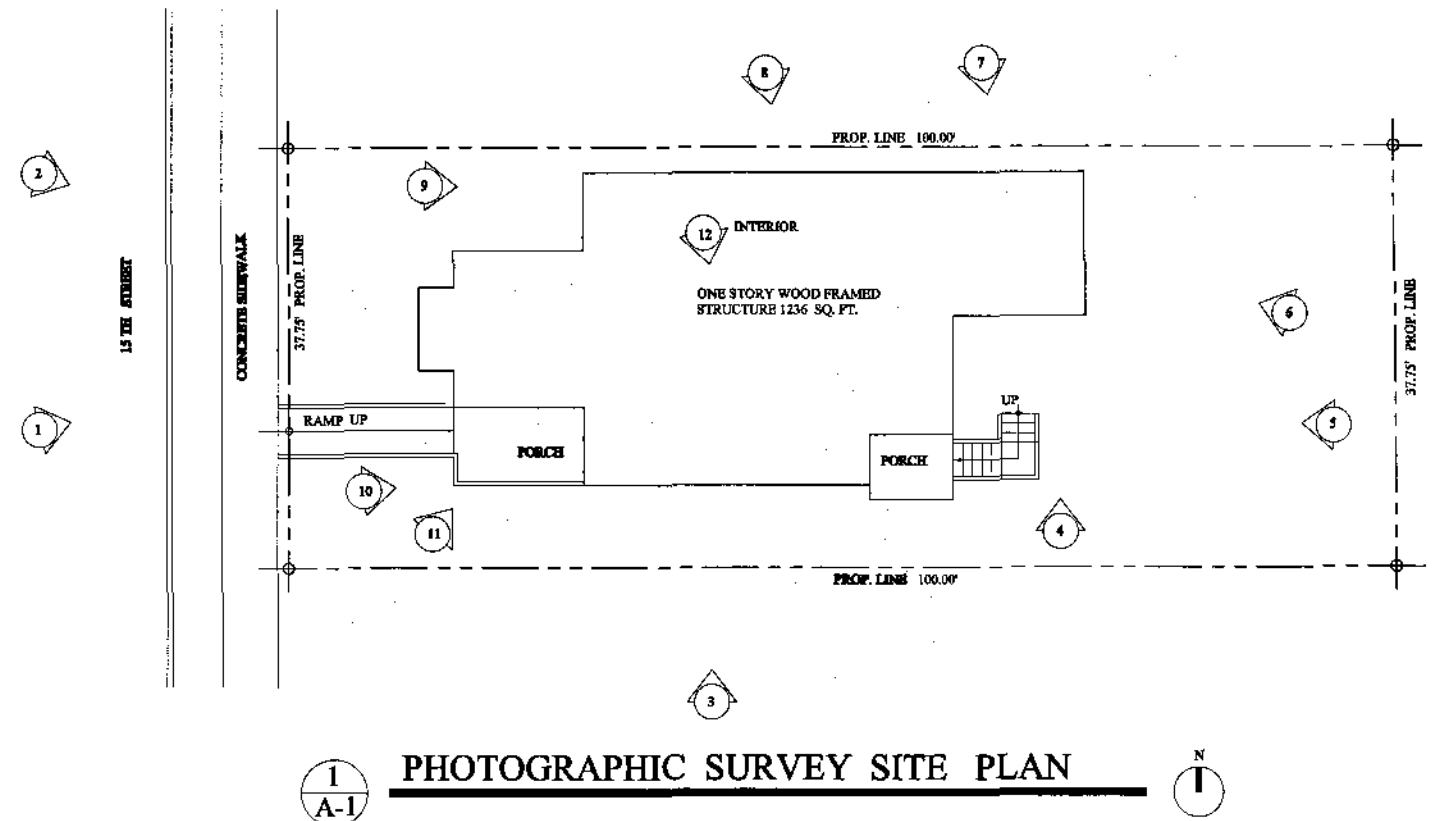 8
7
PROP. LINE 100.00'
2
9
12 INTERIOR
ONE STORY WOOD FRAMED
STRUCTURE 1236 SQ. FT.
15 TH STREET
CONCRETE SIDEWALK
37.75' PROP. LINE
6
37.75' PROP. LINE
1
RAMP UP
UP
5
PORCH
PORCH
10
11
4
PROP. LINE 100.00'
3
1
A-1
PHOTOGRAPHIC SURVEY SITE PLAN
N